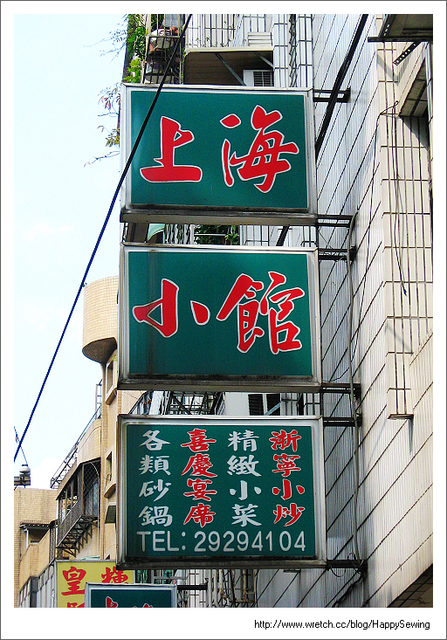 上海
小館
浙寧小炒
精緻小菜
喜慶宴席
各類砂鍋
TEL: 29294104
皇
http://www.wretch.cc/blog/HappySewing